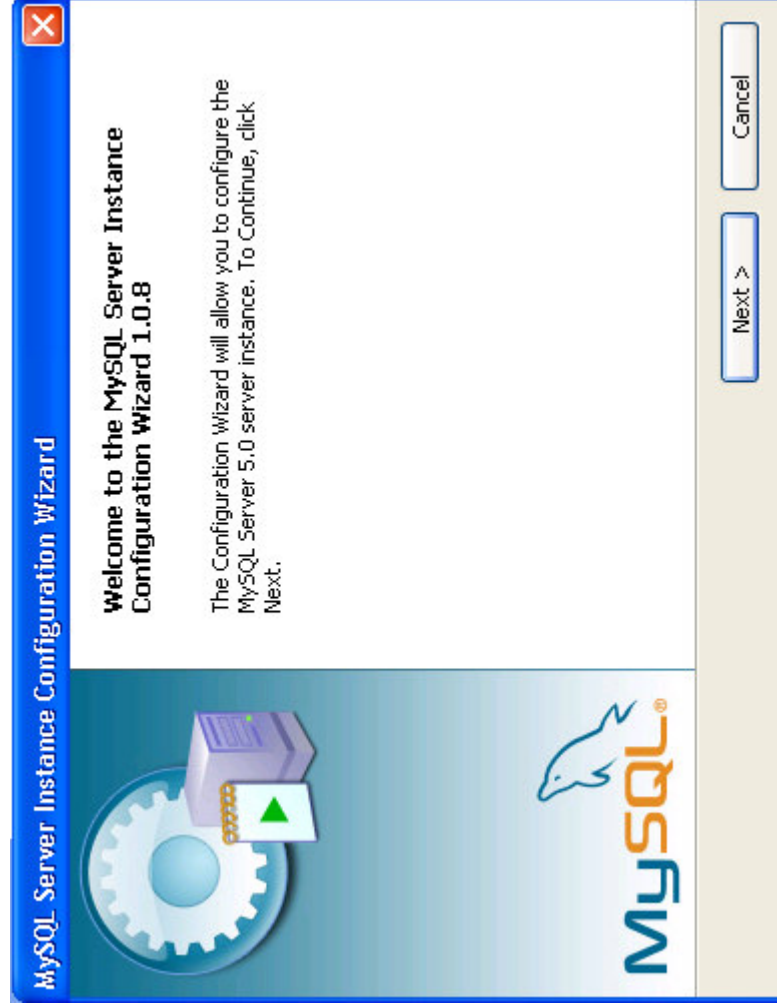 MySQL Server Instance Configuration Wizard
Welcome to the MySQL Server Instance
Configuration Wizard 1.0.8
The Configuration Wizard will allow you to configure the
MySQL Server 5.0 server instance. To Continue, click
Next.
MySQL®
Next >
Cancel